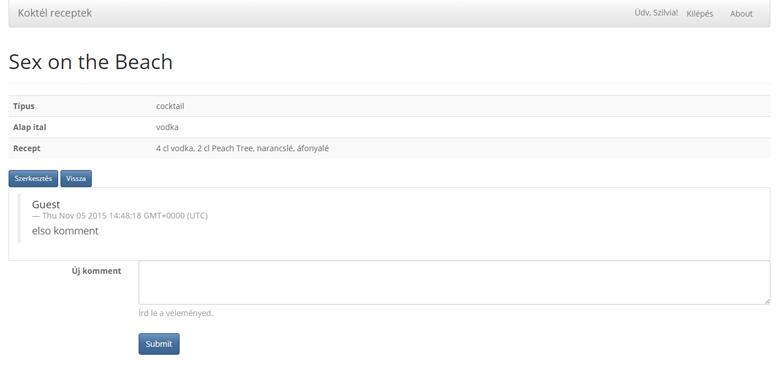 Koktél receptek Üdv, Szilvia! Kilépés About
Sex on the Beach
Típus cocktail
Alap ital vodka
Recept 4 cl vodka, 2 cl Peach Tree, narancslé, áfonyalé
Szerkesztés Vissza
Guest
— Thu Nov 05 2015 14:48:18 GMT+0000 (UTC)
elso komment
Új komment
Írd le a véleményed.
Submit